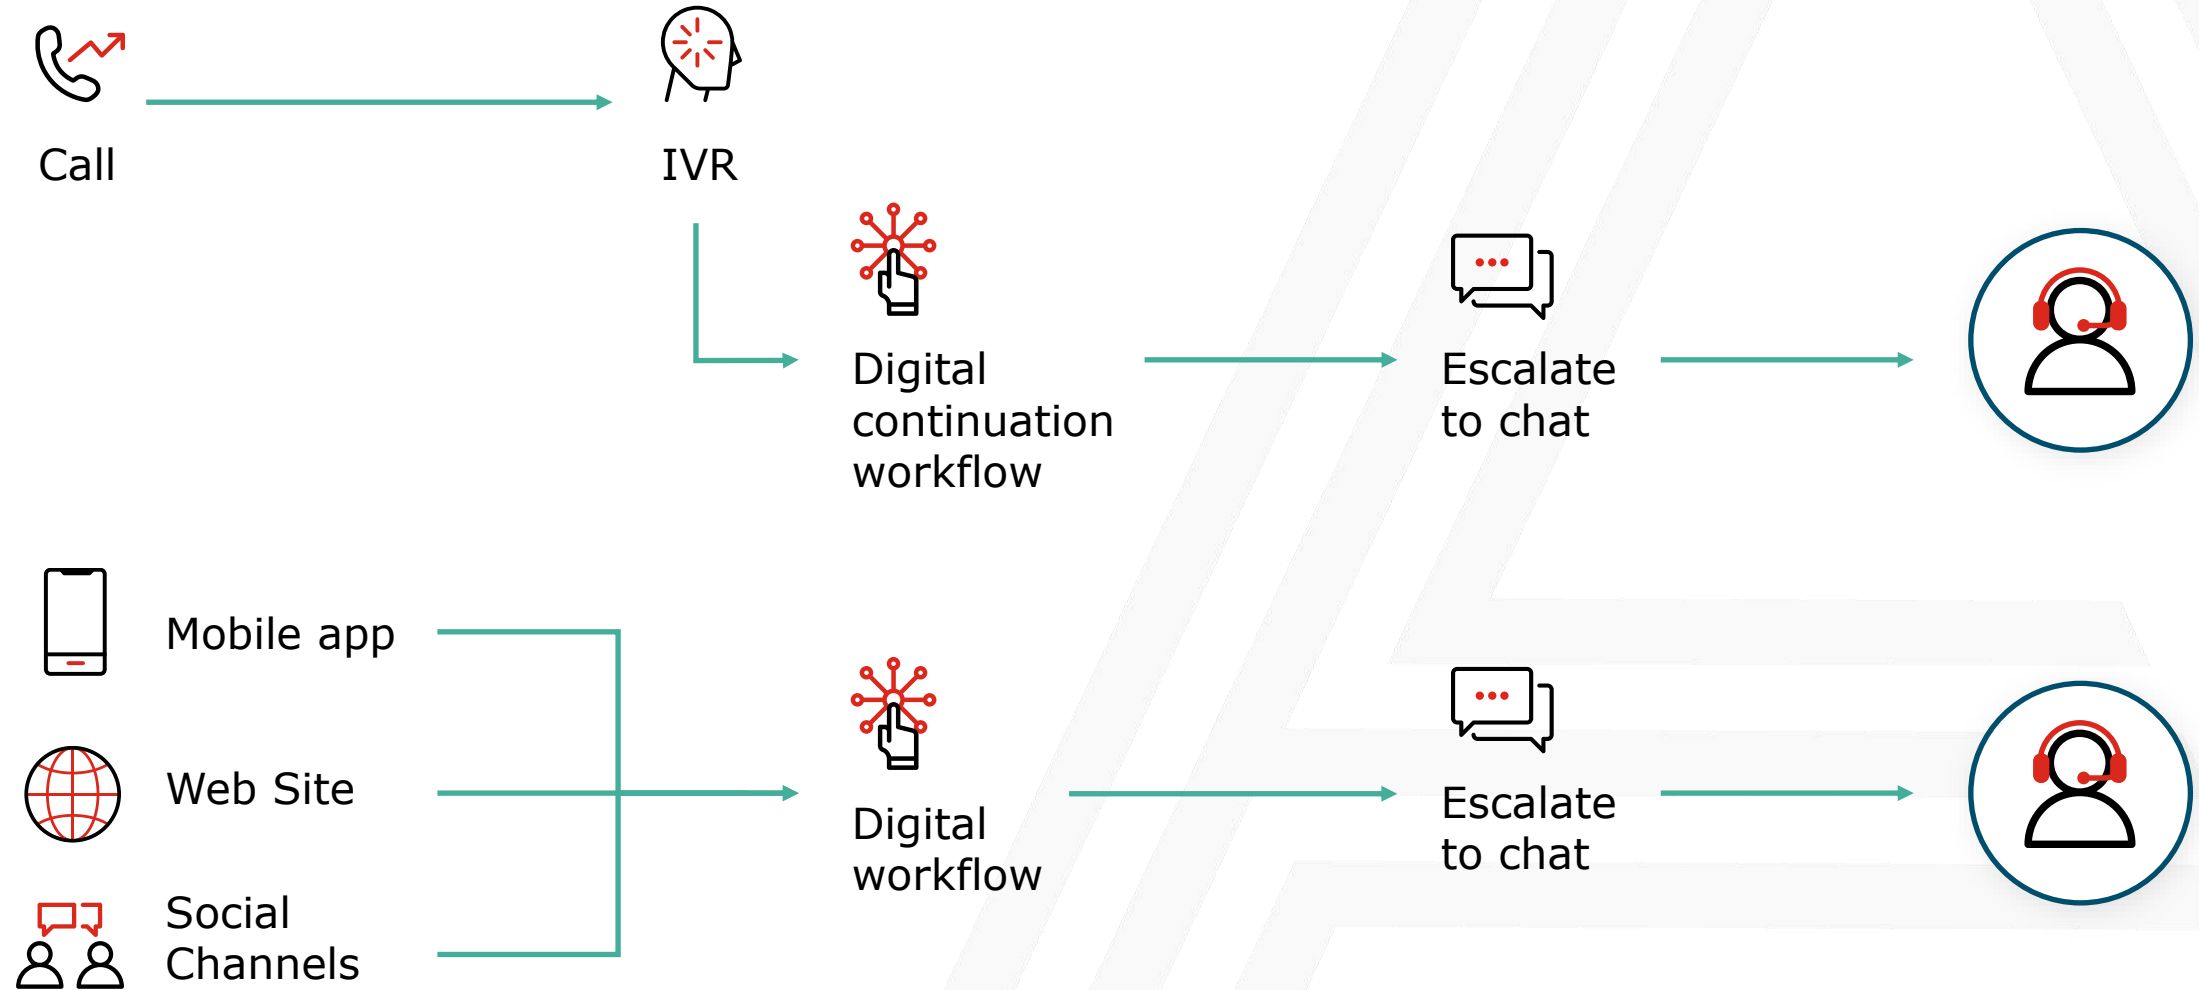 Call
IVR
Digital
continuation
workflow
Escalate
to chat
Mobile app
Web Site
Social
Channels
Digital
workflow
Escalate
to chat